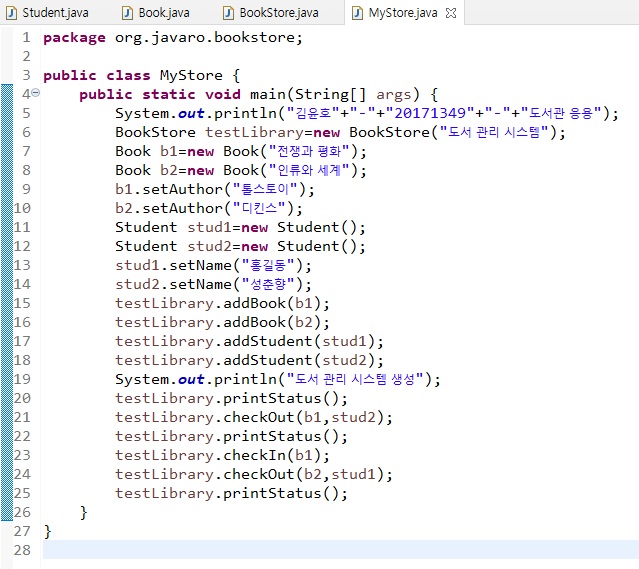 Student.java Book.java BookStore.java MyStore.java
1 package org.javaro.bookstore;
2
3 public class MyStore {
4 public static void main(String[] args) {
5 System.out.println("김윤호"+"-"+"20171349"+"-"+"도서관 응용");
6 BookStore testLibrary=new BookStore("도서 관리 시스템");
7 Book b1=new Book("전쟁과 평화");
8 Book b2=new Book("인류와 세계");
9 b1.setAuthor("톨스토이");
10 b2.setAuthor("디킨스");
11 Student stud1=new Student();
12 Student stud2=new Student();
13 stud1.setName("홍길동");
14 stud2.setName("성춘향");
15 testLibrary.addBook(b1);
16 testLibrary.addBook(b2);
17 testLibrary.addStudent(stud1);
18 testLibrary.addStudent(stud2);
19 System.out.println("도서 관리 시스템 생성");
20 testLibrary.printStatus();
21 testLibrary.checkOut(b1,stud2);
22 testLibrary.printStatus();
23 testLibrary.checkIn(b1);
24 testLibrary.checkOut(b2,stud1);
25 testLibrary.printStatus();
26 }
27 }
28